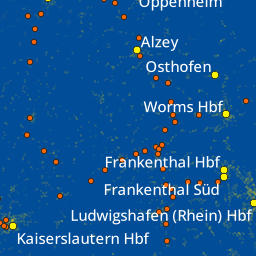 Oppenheim
Alzey
Osthofen
Worms Hbf
Frankenthal Hbf
Frankenthal Süd
Ludwigshafen (Rhein) Hbf
Kaiserslautern Hbf